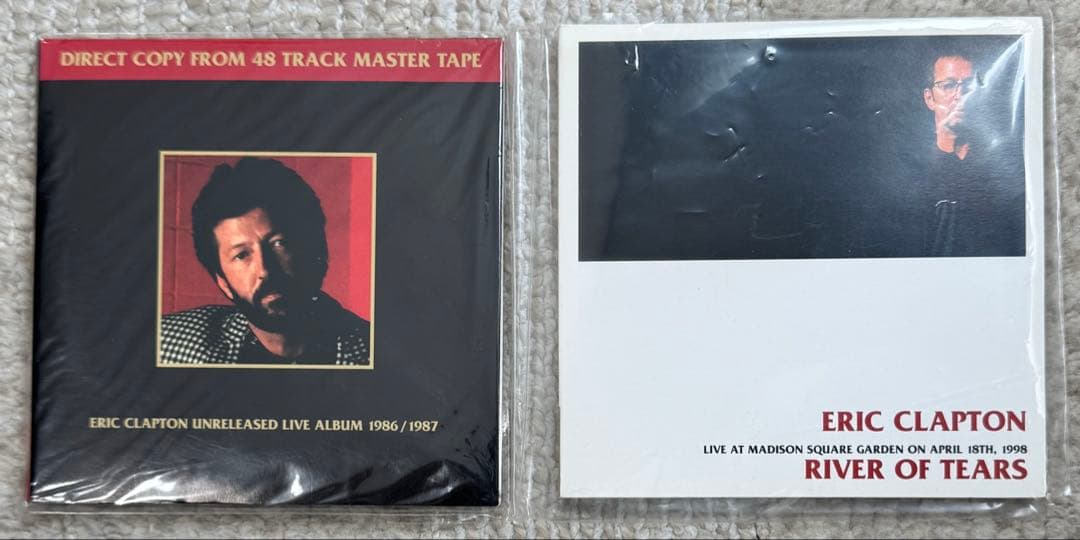 DIRECT COPY FROM 48 TRACK MASTER TAPE
ERIC CLAPTON UNRELEASED LIVE ALBUM 1986/1987
ERIC CLAPTON
LIVE AT MADISON SQUARE GARDEN ON APRIL 18TH, 1998
RIVER OF TEARS